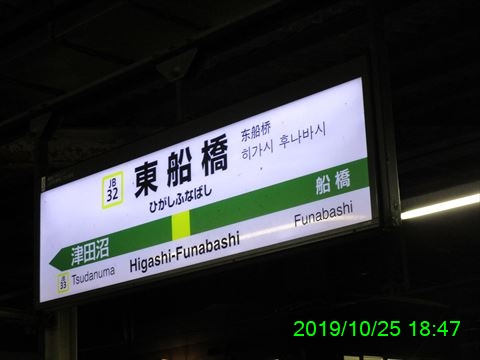 JB
32
東船橋
ひがしふなばし
东船桥
히가시 후나바시
津田沼
船橋
JB
33
Tsudanuma
Higashi-Funabashi
Funabashi
2019/10/25 18:47